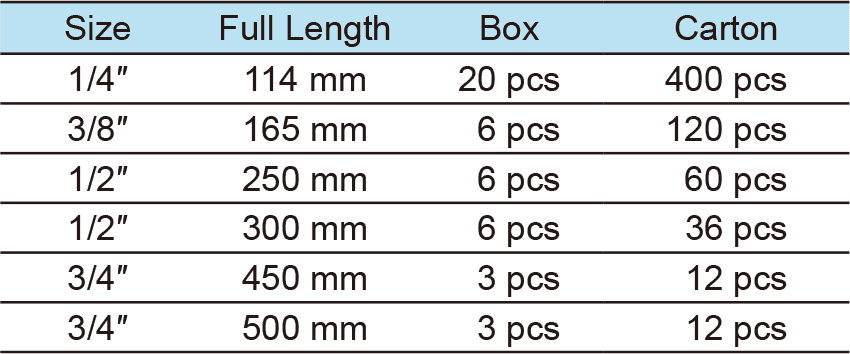 Size Full Length Box Carton
1/4″ 114 mm 20 pcs 400 pcs
3/8″ 165 mm 6 pcs 120 pcs
1/2″ 250 mm 6 pcs 60 pcs
1/2″ 300 mm 6 pcs 36 pcs
3/4″ 450 mm 3 pcs 12 pcs
3/4″ 500 mm 3 pcs 12 pcs